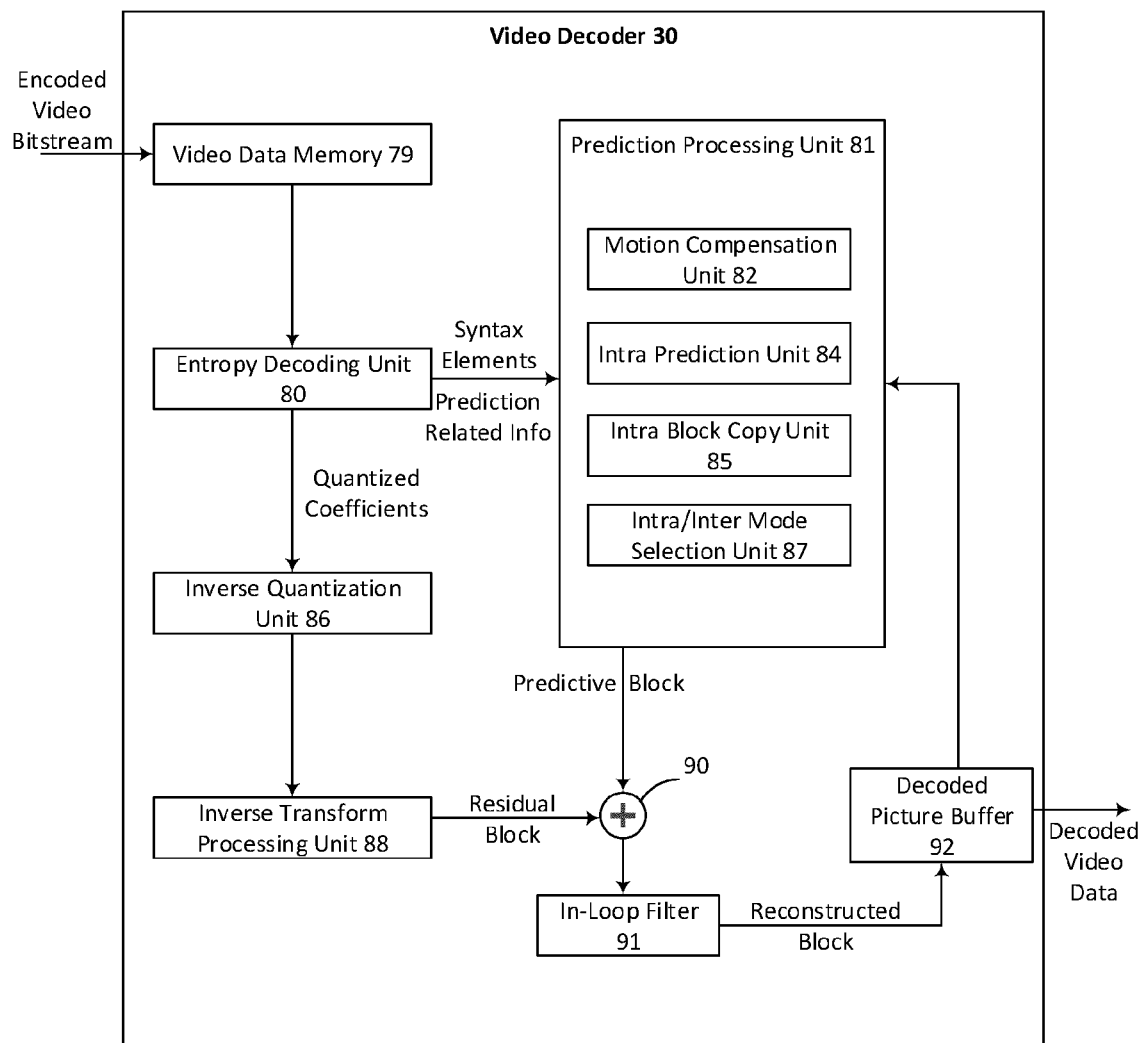 Video Decoder 30
Encoded
Video
Bitstream
Video Data Memory 79
Prediction Processing Unit 81
Motion Compensation
Unit 82
Syntax
Elements
Entropy Decoding Unit
80
Prediction
Related Info
Intra Prediction Unit 84
Intra Block Copy Unit
85
Quantized
Coefficients
Intra/Inter Mode
Selection Unit 87
Inverse Quantization
Unit 86
Predictive Block
90
Inverse Transform
Processing Unit 88
Residual
Block
Decoded
Picture Buffer
92
Decoded
Video
Data
In-Loop Filter
91
Reconstructed
Block